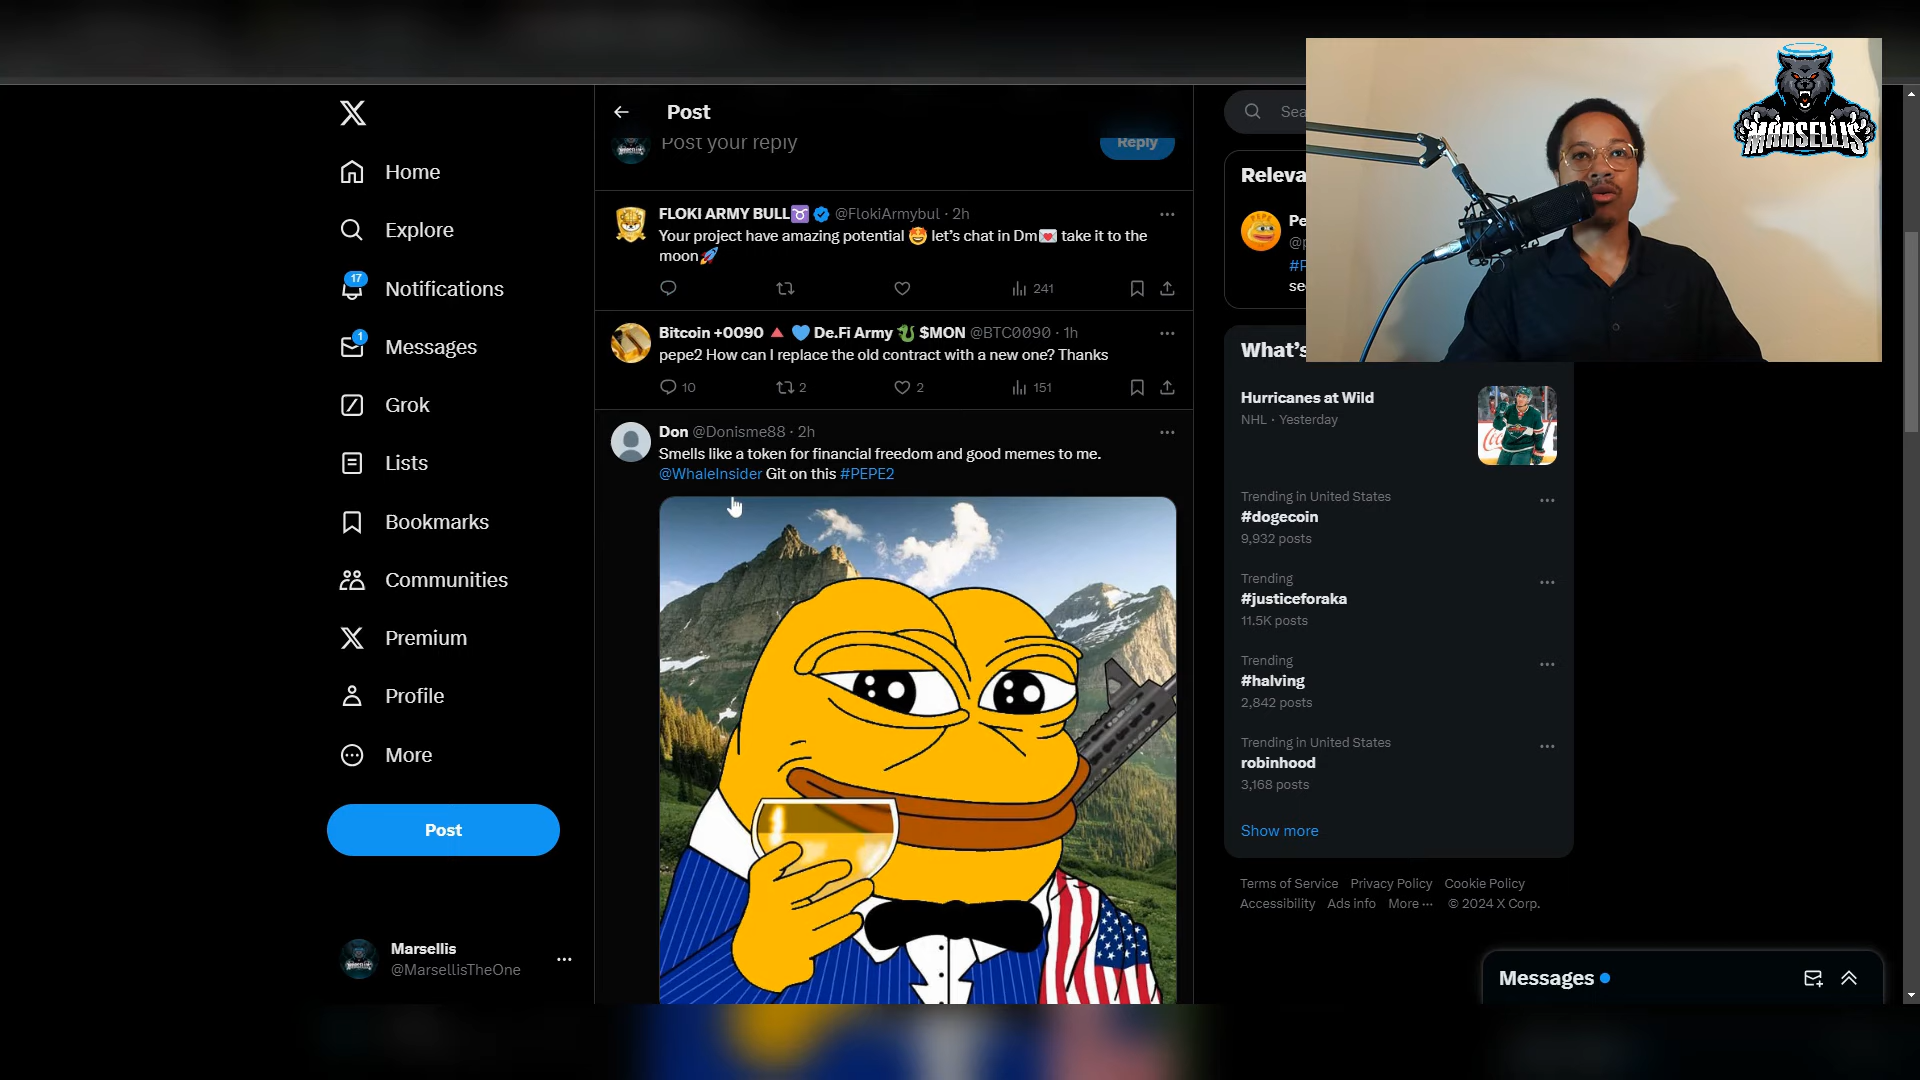 Home
Explore
17
Notifications
1
Messages
Grok
Lists
Bookmarks
Communities
Premium
Profile
More
Post
Marsellis
@MarsellisTheOne
Post
Post your reply
Reply
FLOKI ARMY BULL♉ @FlokiArmybul · 2h
Your project have amazing potential 🤩 let's chat in Dm💌 take it to the
moon🚀
241
Bitcoin +0090 🔺 💙 De.Fi Army 🐉 $MON @BTC0090 · 1h
pepe2 How can I replace the old contract with a new one? Thanks
10
2
2
151
Don @Donisme88 · 2h
Smells like a token for financial freedom and good memes to me.
@WhaleInsider Git on this #PEPE2
MARSELLIS
Hurricanes at Wild
NHL · Yesterday
Trending in United States
#dogecoin
9,932 posts
Trending
#justiceforaka
11.5K posts
Trending
#halving
2,842 posts
Trending in United States
robinhood
3,168 posts
Show more
Terms of Service Privacy Policy Cookie Policy
Accessibility Ads info More ··· © 2024 X Corp.
Messages